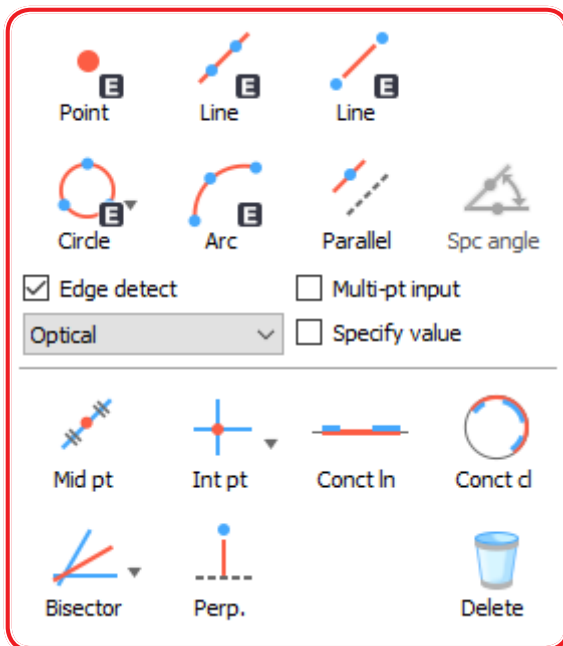 E E E
Point Line Line
E E
Circle Arc Parallel Spc angle
Edge detect Multi-pt input
Optical Specify value
Mid pt Int pt Conct ln Conct cl
Bisector Perp. Delete